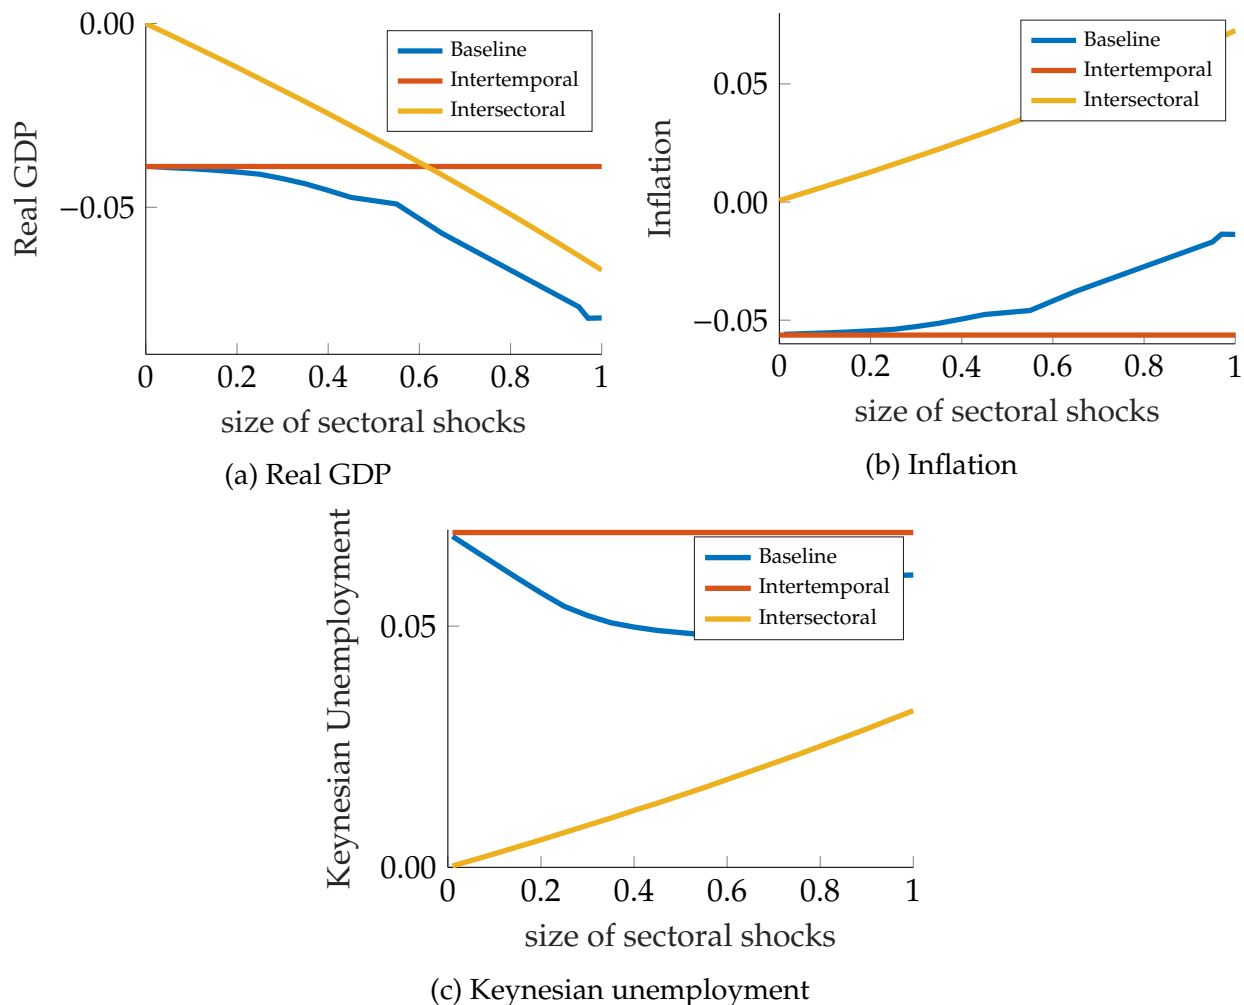 0.00
−0.05
Real GDP
Baseline
Intertemporal
Intersectoral
0 0.2 0.4 0.6 0.8 1
size of sectoral shocks
(a) Real GDP
0.05
0.00
−0.05
Inflation
Baseline
Intertemporal
Intersectoral
0 0.2 0.4 0.6 0.8 1
size of sectoral shocks
(b) Inflation
0.05
0.00
Keynesian Unemployment
Baseline
Intertemporal
Intersectoral
0 0.2 0.4 0.6 0.8 1
size of sectoral shocks
(c) Keynesian unemployment